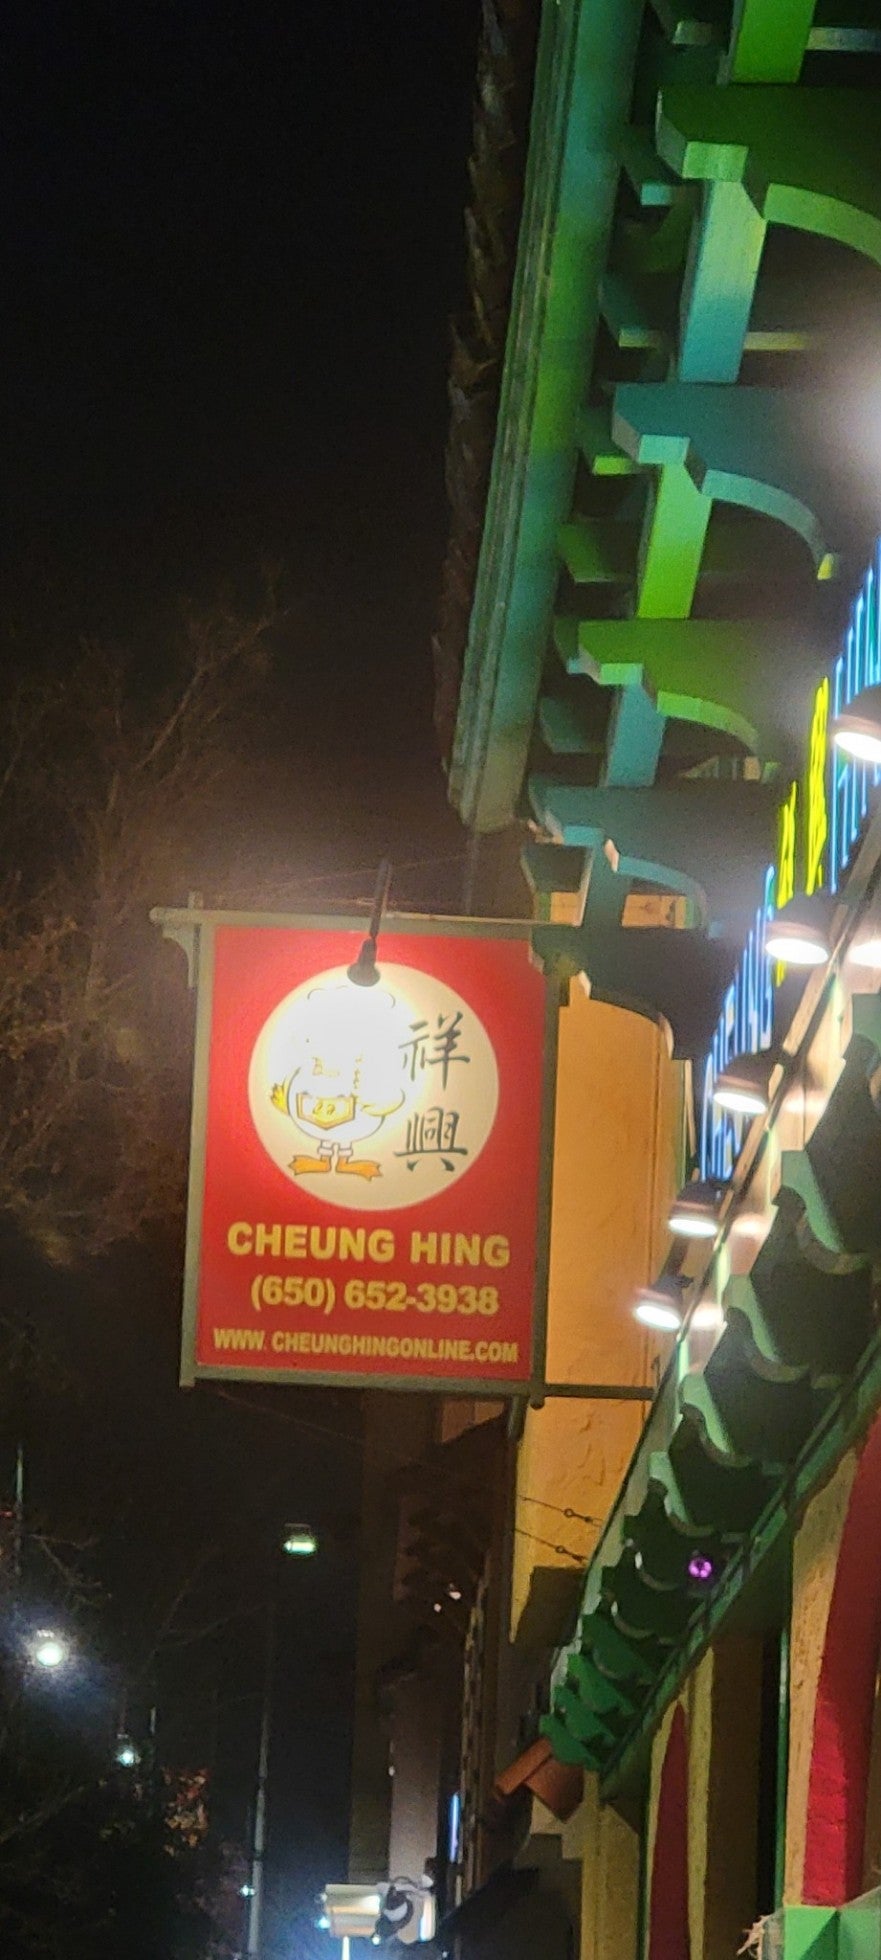 祥
興
CHEUNG HING
(650) 652-3938
WWW.CHEUNGHINGONLINE.COM